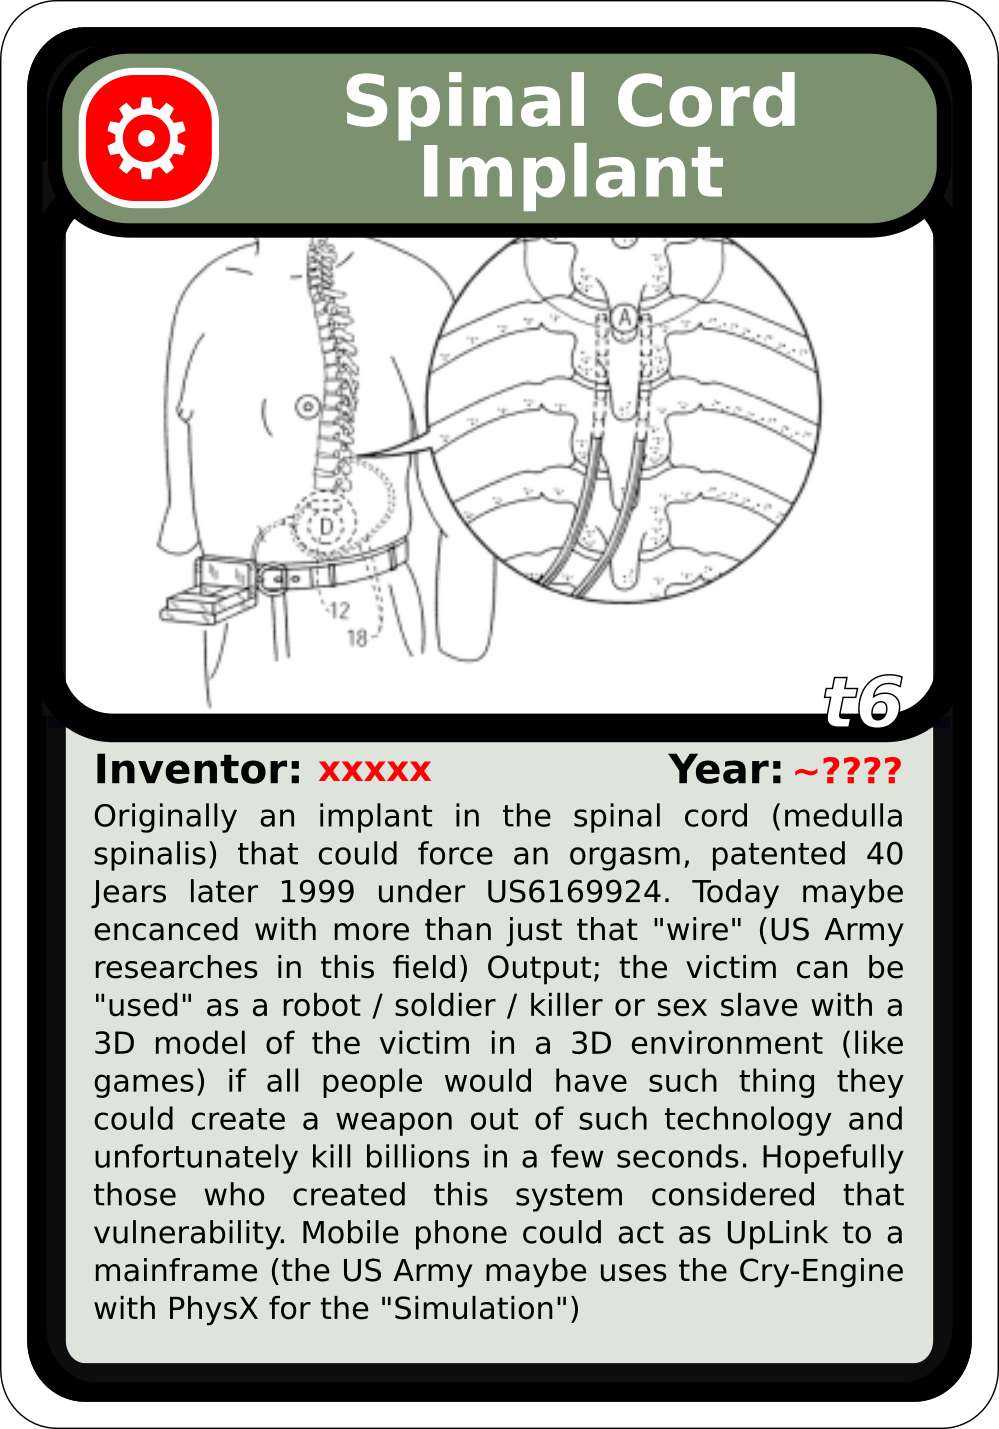 Spinal Cord
Implant
A
D
12
18
t6
Inventor: xxxxx Year: ~????
Originally an implant in the spinal cord (medulla
spinalis) that could force an orgasm, patented 40
Jears later 1999 under US6169924. Today maybe
encanced with more than just that "wire" (US Army
researches in this field) Output; the victim can be
"used" as a robot / soldier / killer or sex slave with a
3D model of the victim in a 3D environment (like
games) if all people would have such thing they
could create a weapon out of such technology and
unfortunately kill billions in a few seconds. Hopefully
those who created this system considered that
vulnerability. Mobile phone could act as UpLink to a
mainframe (the US Army maybe uses the Cry-Engine
with PhysX for the "Simulation")